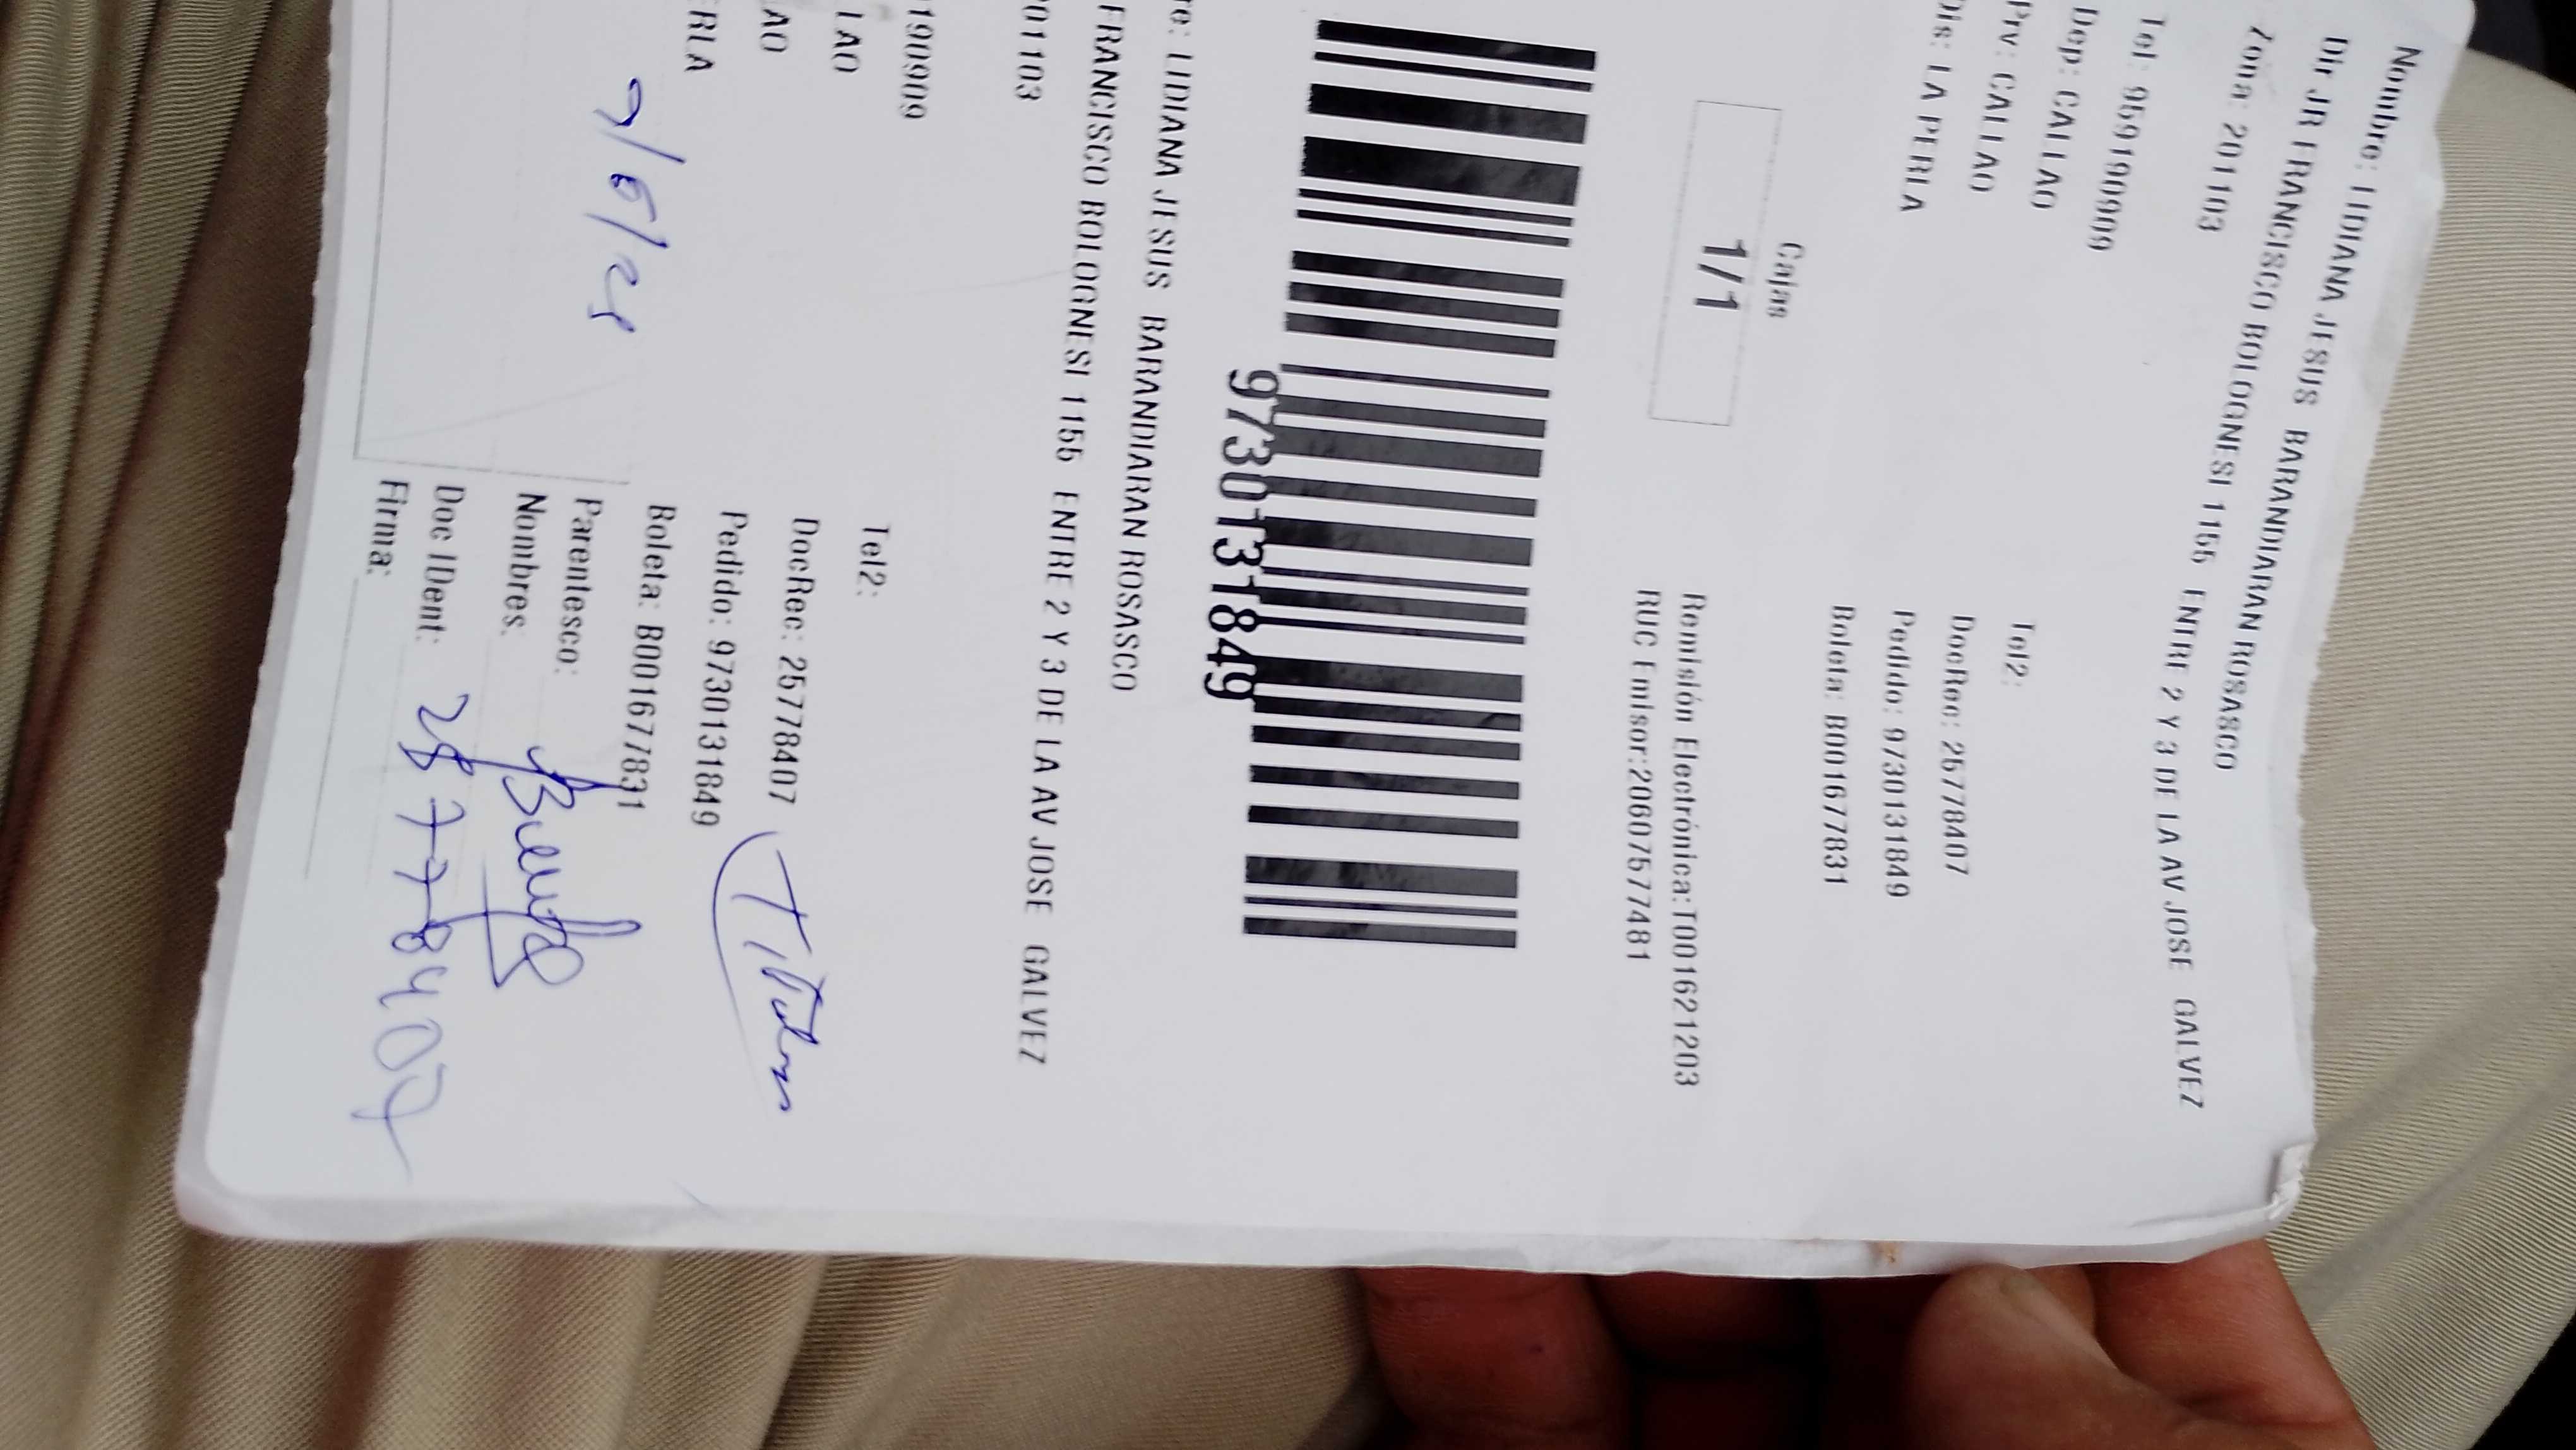 Nombre: LIDIANA JESUS BARANDIARAN ROSASCO
Dir JR FRANCISCO BOLOGNESI 1155 ENTRE 2 Y 3 DE LA AV JOSE GALVEZ
Zona: 201103
Tel: 959190909 Tel2:
Dep: CALLAO DocRec: 25778407
Prv: CALLAO Pedido: 9730131849
Dis: LA PERLA Boleta: B001677831
Cajas
1/1
Remisión Electrónica:T001621203
RUC Emisor:20607577481
9730131849
re: LIDIANA JESUS BARANDIARAN ROSASCO
FRANCISCO BOLOGNESI 1155 ENTRE 2 Y 3 DE LA AV JOSE GALVEZ
01103
190909 Tel2:
LAO DocRec: 25778407
AO Pedido: 9730131849
ERLA Boleta: B001677831
Parentesco:
Nombres:
Doc IDent: 25778407
Firma: